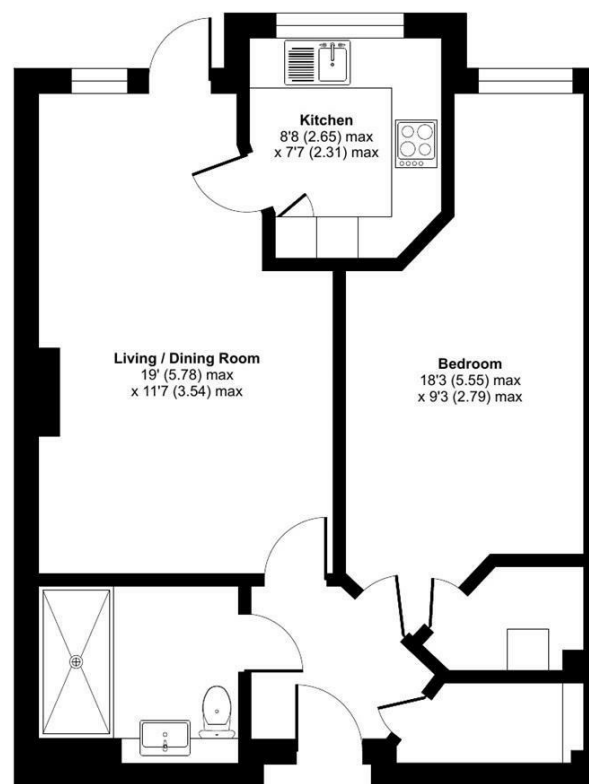 Kitchen
8'8 (2.65) max
x 7'7 (2.31) max
Living / Dining Room
19' (5.78) max
x 11'7 (3.54) max
Bedroom
18'3 (5.55) max
x 9'3 (2.79) max